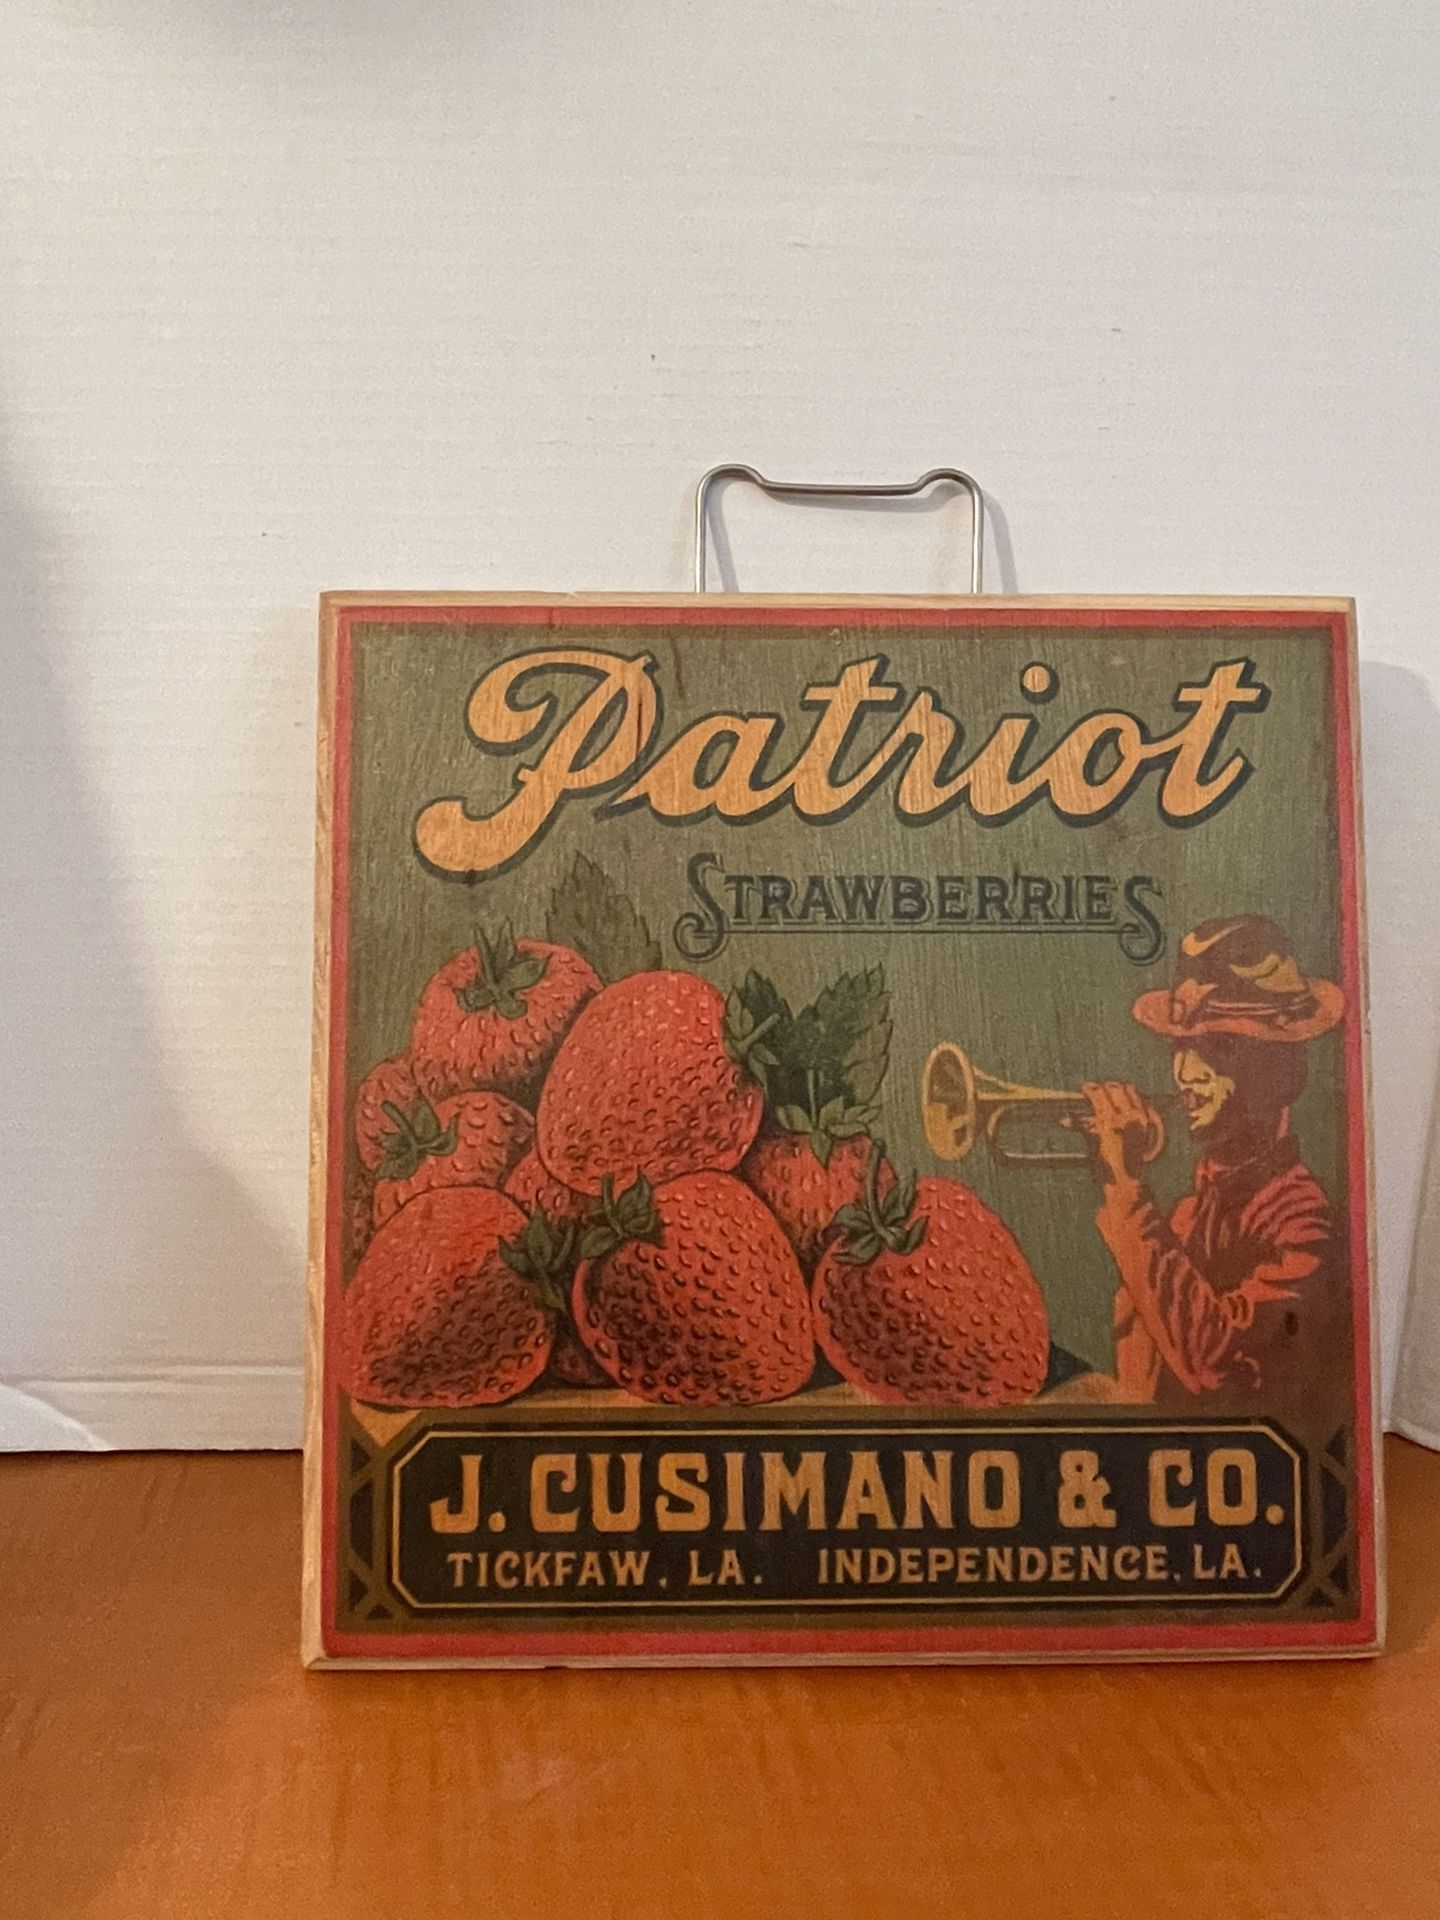 Patriot
STRAWBERRIES
J. CUSIMANO & CO.
TICKFAW, LA. INDEPENDENCE, LA.